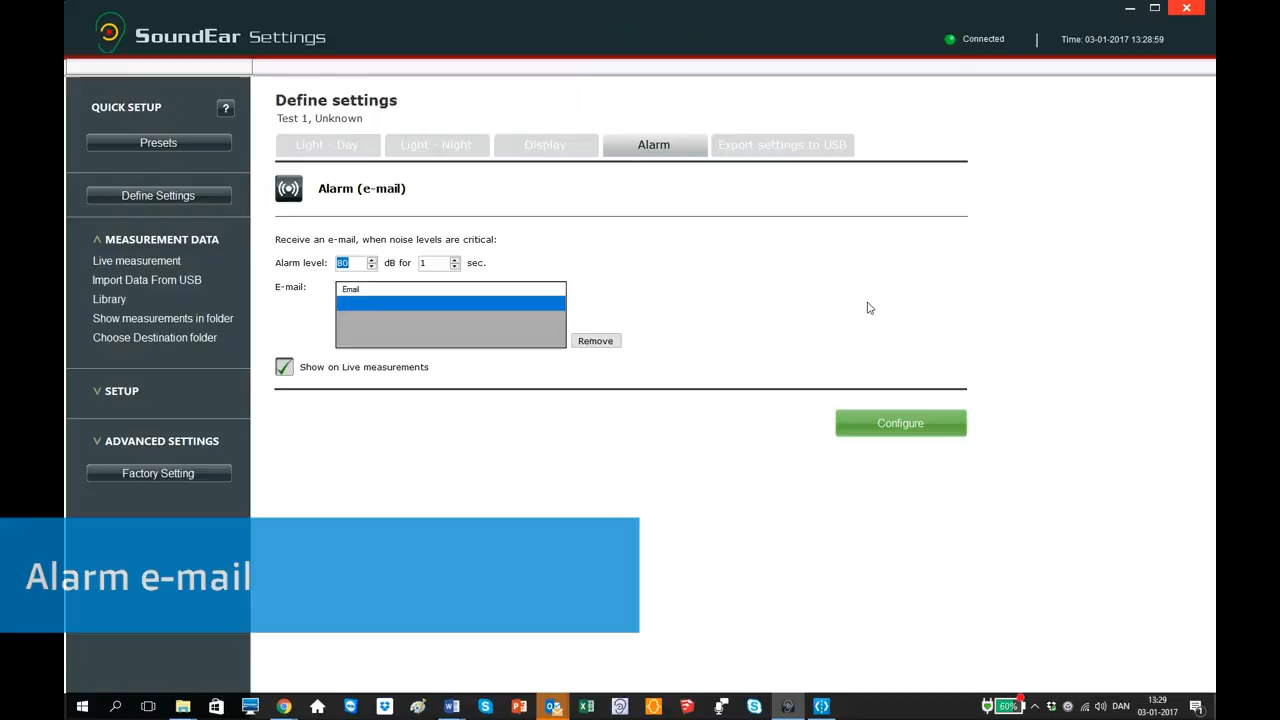 SoundEar Settings
Connected
Time: 03-01-2017 13:28:59
QUICK SETUP
?
Presets
Define Settings
MEASUREMENT DATA
Live measurement
Import Data From USB
Library
Show measurements in folder
Choose Destination folder
SETUP
ADVANCED SETTINGS
Factory Setting
Define settings
Test 1, Unknown
Light - Day
Light - Night
Display
Alarm
Export settings to USB
Alarm (e-mail)
Receive an e-mail, when noise levels are critical:
Alarm level: 80 dB for 1 sec.
E-mail:
Email
Remove
Show on Live measurements
Configure
Alarm e-mail
60%
DAN
13:29
03-01-2017